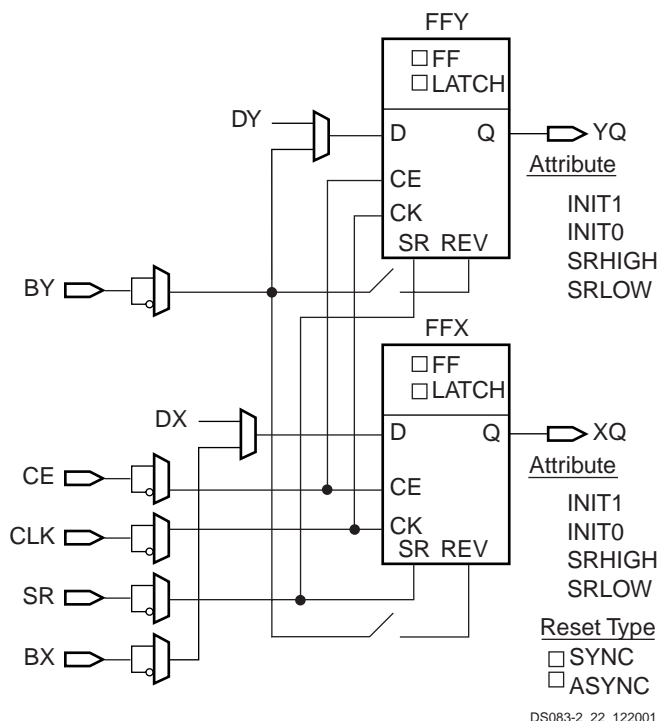 FFY
FF
LATCH
DY
D
Q
YQ
Attribute
CE
INIT1
CK
INIT0
SR REV
SRHIGH
BY
SRLOW
FFX
FF
LATCH
DX
D
Q
XQ
Attribute
CE
CE
INIT1
CLK
CK
INIT0
SR REV
SRHIGH
SR
SRLOW
Reset Type
BX
SYNC
ASYNC
DS083-2_22_122001